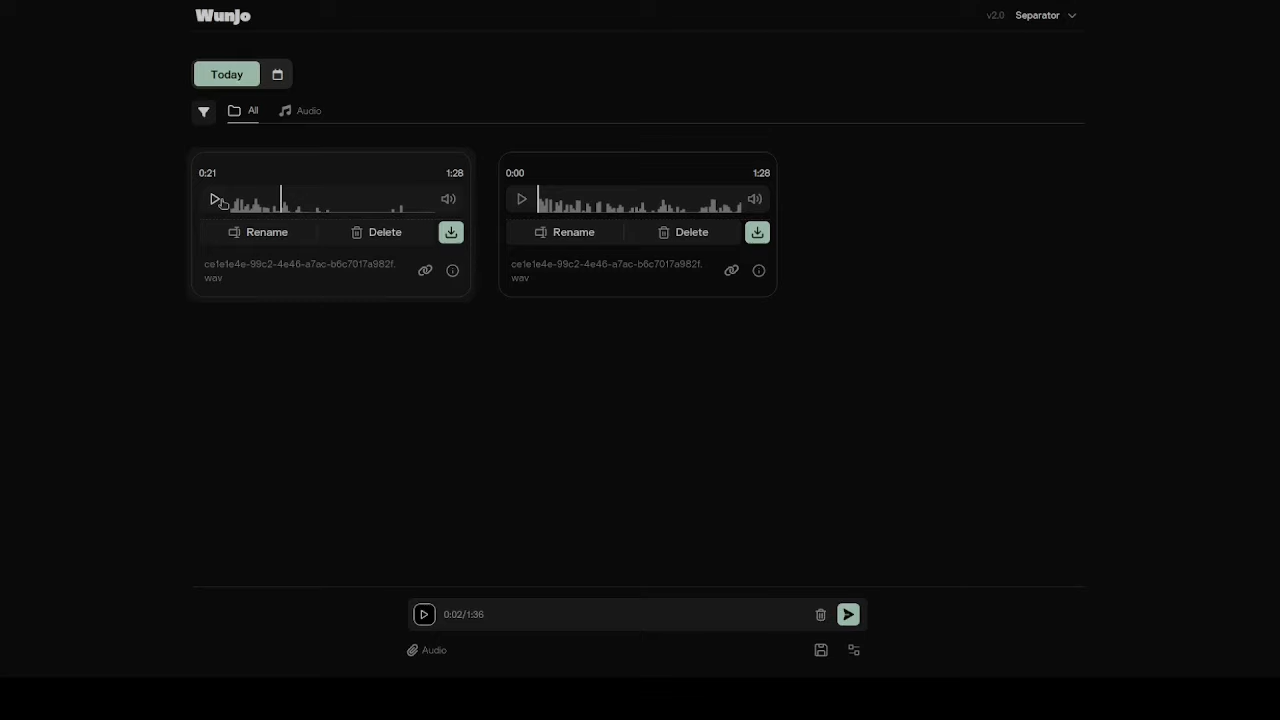 Wunjo
v2.0 Separator
Today
All Audio
0:21 1:28
Rename Delete
ce1e1e4e-99c2-4e46-a7ac-b6c7017a982f.
wav
0:00 1:28
Rename Delete
ce1e1e4e-99c2-4e46-a7ac-b6c7017a982f.
wav
0:02/1:36
Audio